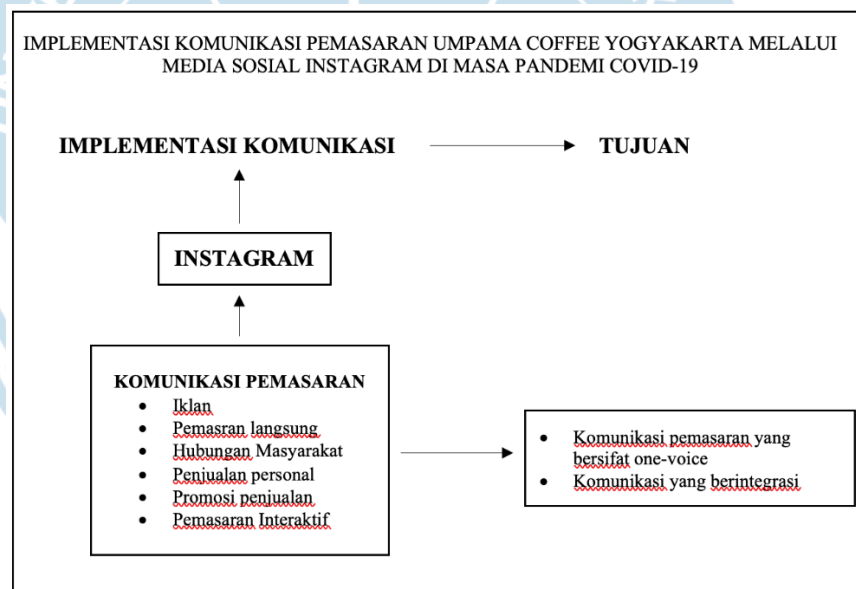 IMPLEMENTASI KOMUNIKASI PEMASARAN UMPAMA COFFEE YOGYAKARTA MELALUI
MEDIA SOSIAL INSTAGRAM DI MASA PANDEMI COVID-19
IMPLEMENTASI KOMUNIKASI
TUJUAN
INSTAGRAM
KOMUNIKASI PEMASARAN
• Iklan
• Pemasran langsung
• Hubungan Masyarakat
• Penjualan personal
• Promosi penjualan
• Pemasaran Interaktif
• Komunikasi pemasaran yang
bersifat one-voice
• Komunikasi yang berintegrasi